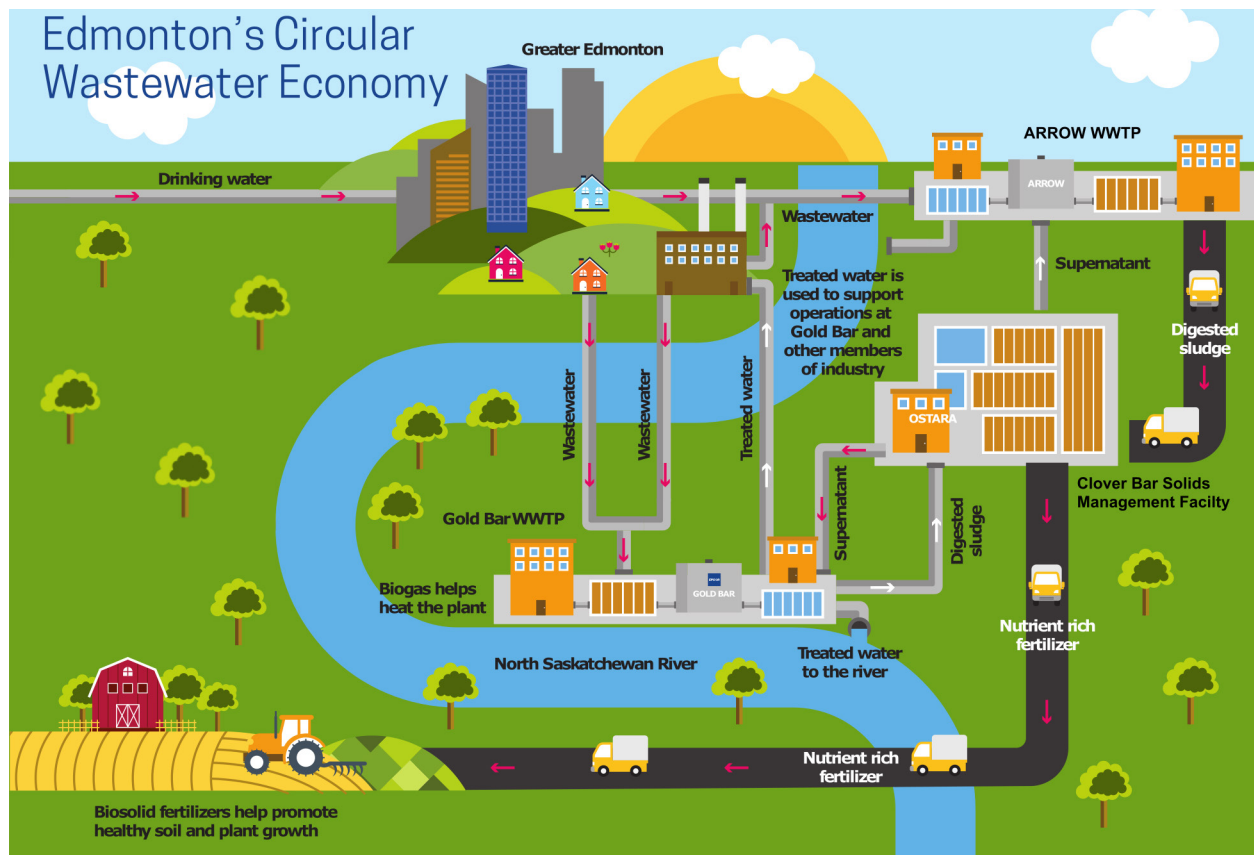 Edmonton's Circular
Wastewater Economy
Greater Edmonton
ARROW WWTP
Drinking water
ARROW
Wastewater
Supernatant
Treated water is
used to support
operations at
Gold Bar and
other members
of industry
Digested
sludge
OSTARA
Wastewater
Wastewater
Treated water
Clover Bar Solids
Management Facilty
Supernatant
Digested
sludge
Gold Bar WWTP
Biogas helps
heat the plant
EPCOR
GOLD BAR
Nutrient rich
fertilizer
North Saskatchewan River
Treated water
to the river
Nutrient rich
fertilizer
Biosolid fertilizers help promote
healthy soil and plant growth